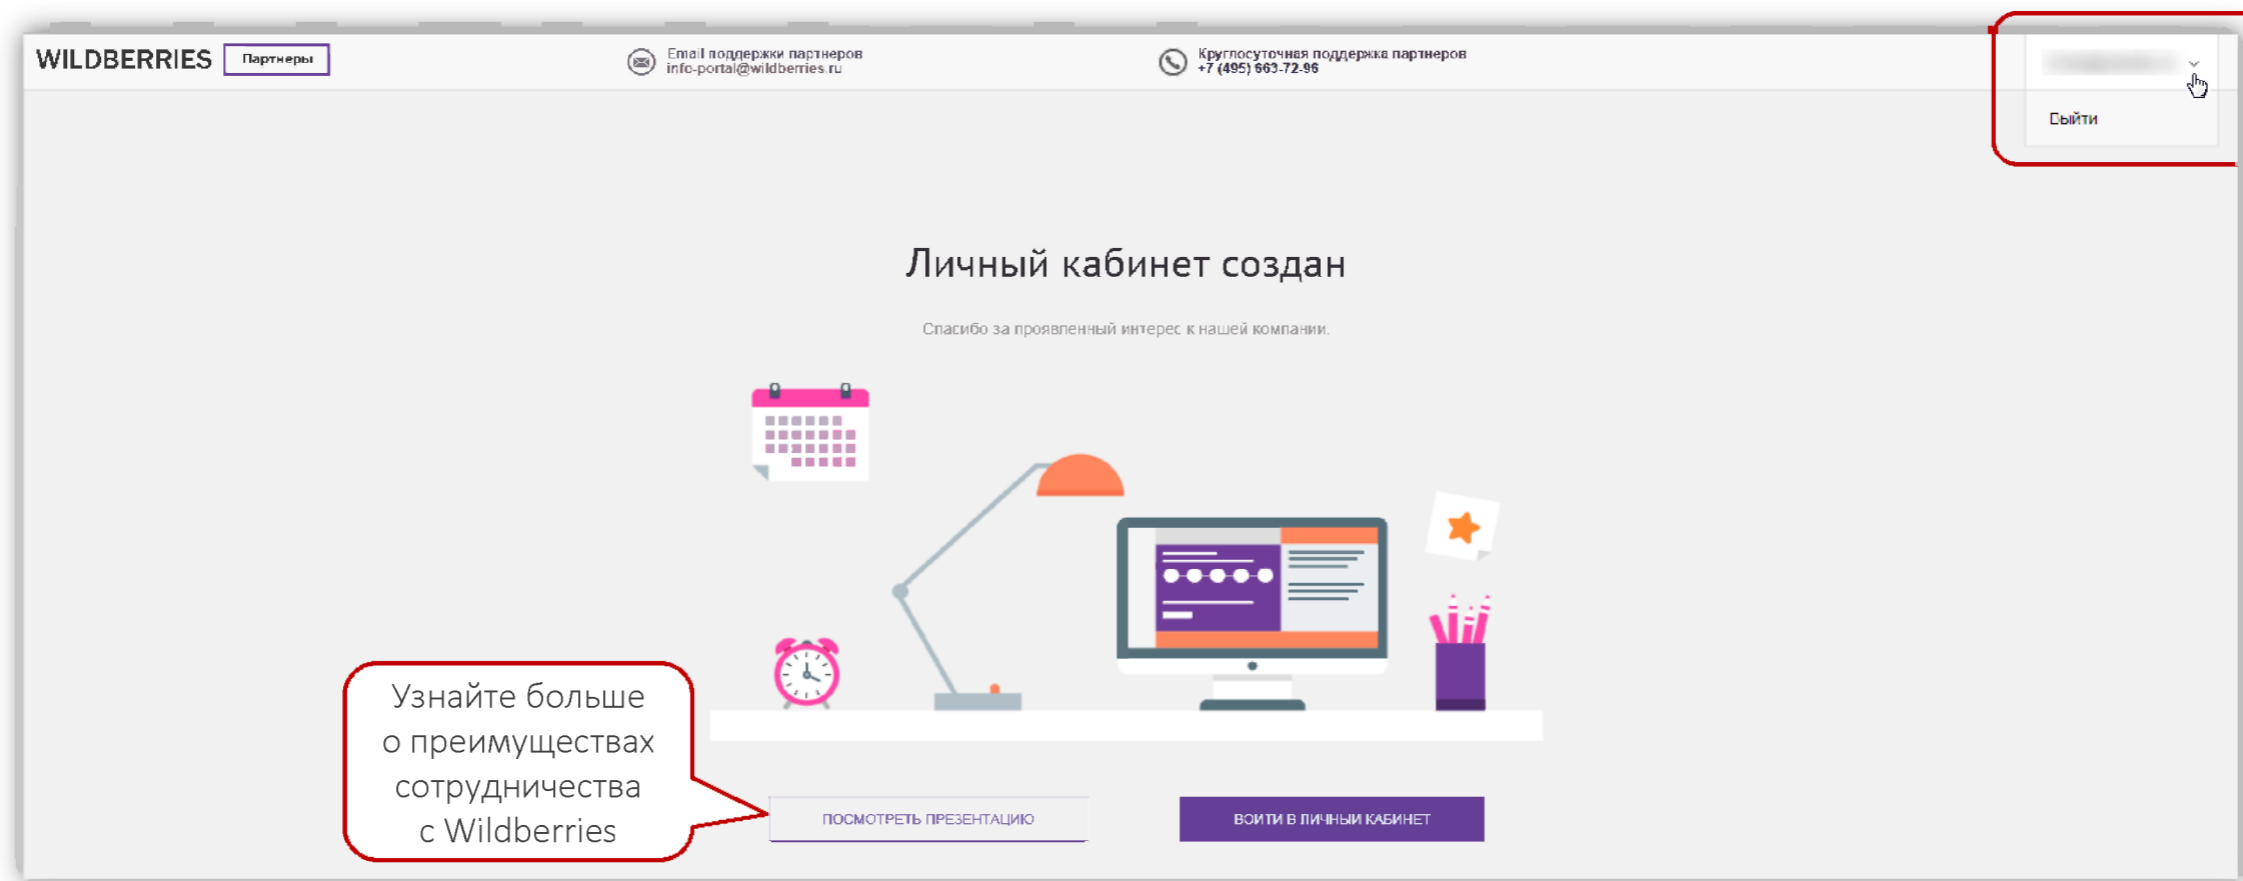 WILDBERRIES Партнеры
Email поддержки партнеров
info-portal@wildberries.ru
Круглосуточная поддержка партнеров
+7 (495) 663-72-96
Выйти
Личный кабинет создан
Спасибо за проявленный интерес к нашей компании.
Узнайте больше
о преимуществах
сотрудничества
с Wildberries
ПОСМОТРЕТЬ ПРЕЗЕНТАЦИЮ
ВОЙТИ В ЛИЧНЫЙ КАБИНЕТ